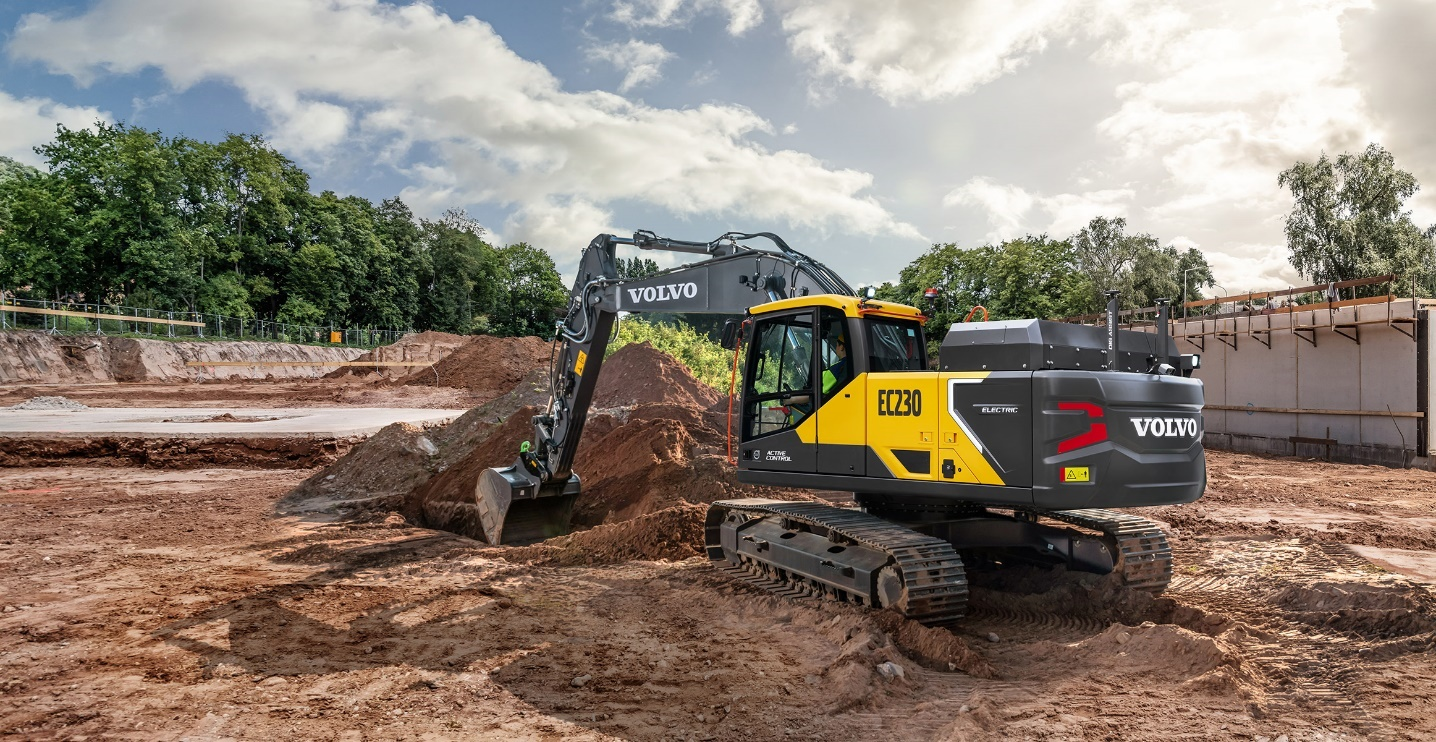 VOLVO
EC230
ELECTRIC
VOLVO
ACTIVE
CONTROL